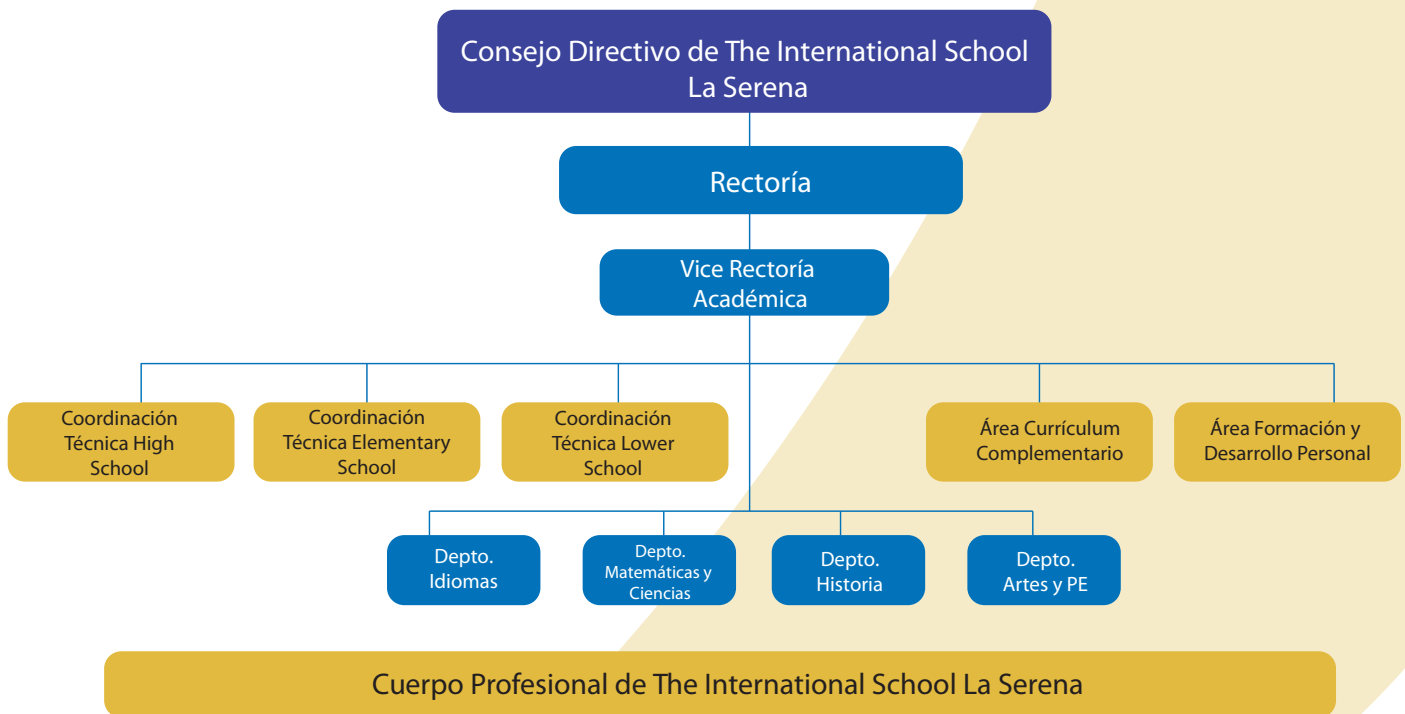 Consejo Directivo de The International School
La Serena
Rectoría
Vice Rectoría
Académica
Coordinación
Técnica High
School
Coordinación
Técnica Elementary
School
Coordinación
Técnica Lower
School
Área Currículum
Complementario
Área Formación y
Desarrollo Personal
Depto.
Idiomas
Depto.
Matemáticas y
Ciencias
Depto.
Historia
Depto.
Artes y PE
Cuerpo Profesional de The International School La Serena